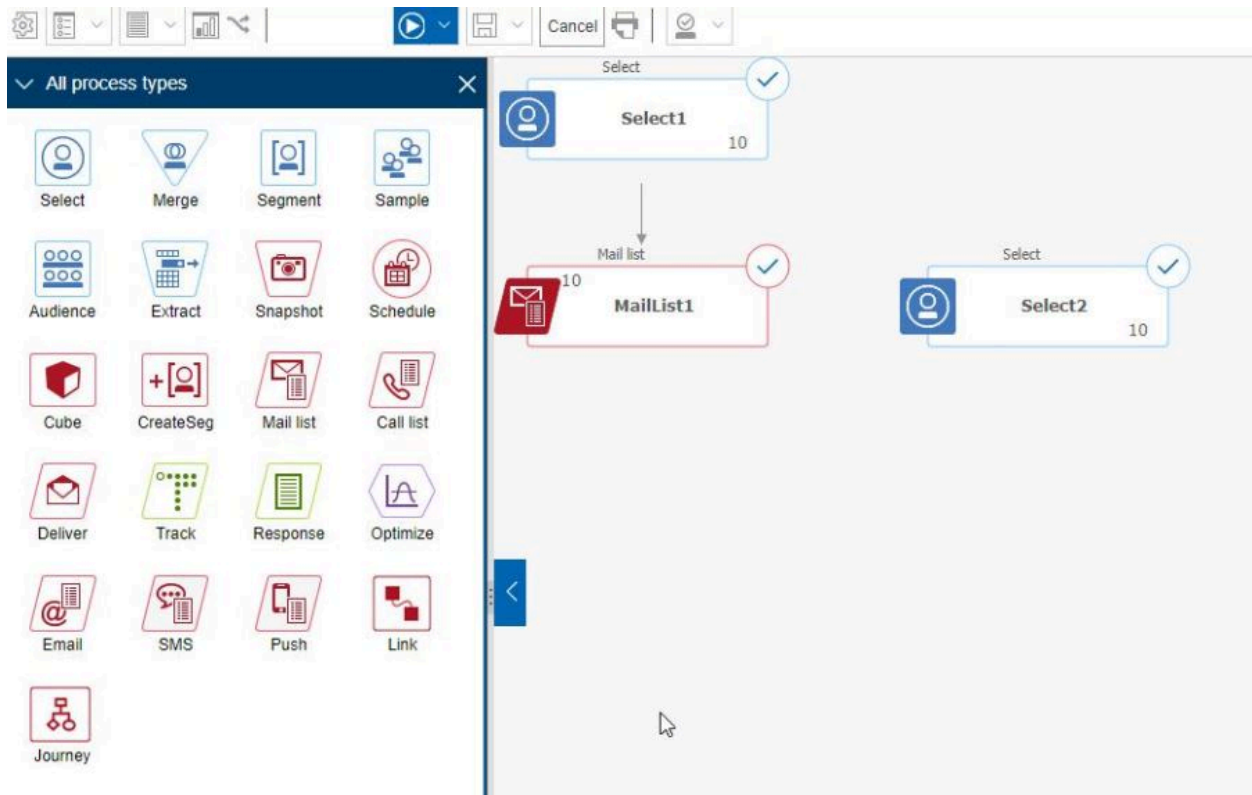 Cancel
All process types
Select Merge Segment Sample
Audience Extract Snapshot Schedule
Cube CreateSeg Mail list Call list
Deliver Track Response Optimize
Email SMS Push Link
Journey
Select
Select1
10
Mail list
10
MailList1
Select
Select2
10